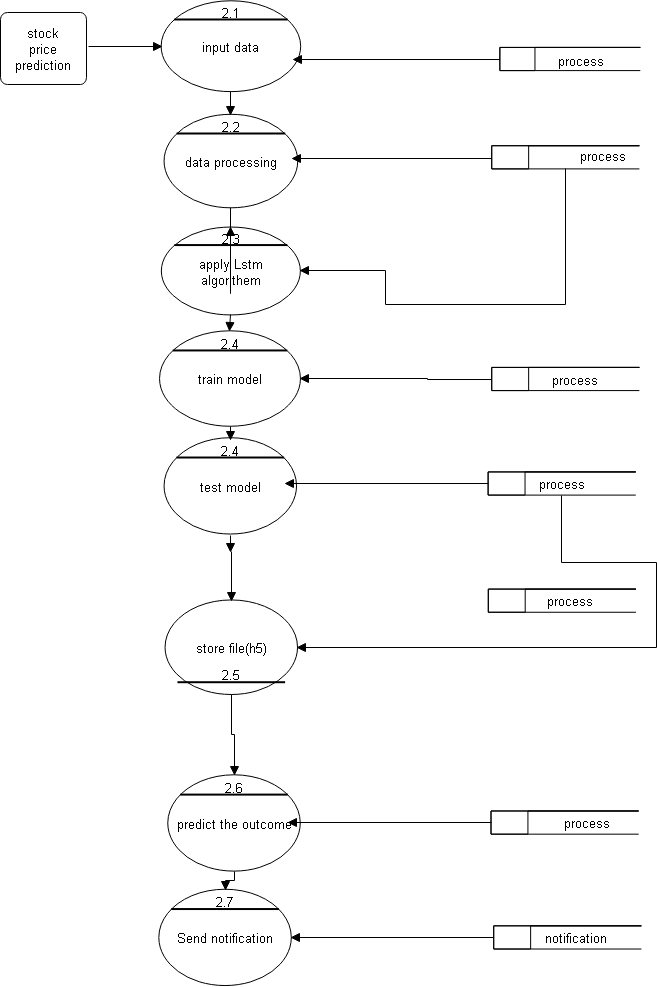 stock
price
prediction
2.1
input data
process
2.2
data processing
process
2.3
apply Lstm
algorithem
2.4
train model
process
2.4
test model
process
process
store file(h5)
2.5
2.6
predict the outcome
process
2.7
Send notification
notification